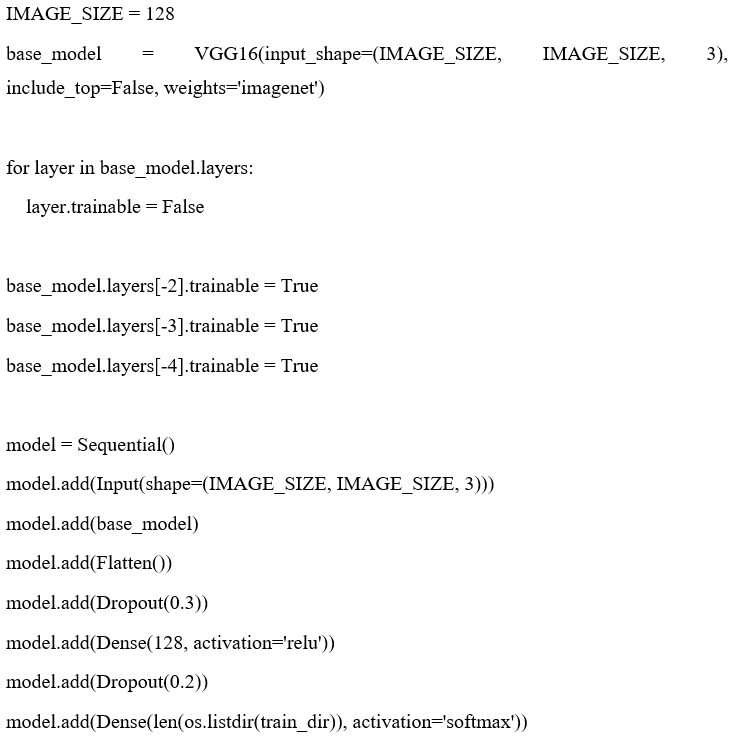 IMAGE_SIZE = 128
base_model = VGG16(input_shape=(IMAGE_SIZE, IMAGE_SIZE, 3),
include_top=False, weights='imagenet')
for layer in base_model.layers:
layer.trainable = False
base_model.layers[-2].trainable = True
base_model.layers[-3].trainable = True
base_model.layers[-4].trainable = True
model = Sequential()
model.add(Input(shape=(IMAGE_SIZE, IMAGE_SIZE, 3)))
model.add(base_model)
model.add(Flatten())
model.add(Dropout(0.3))
model.add(Dense(128, activation='relu'))
model.add(Dropout(0.2))
model.add(Dense(len(os.listdir(train_dir)), activation='softmax'))